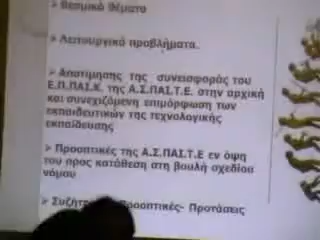 ➢ Θεσμικά θέματα
➢ Λειτουργικά προβλήματα.
➢ Αποτίμησης της συνεισφοράς του
Ε.Π.ΠΑΙ.Κ. της Α.Σ.ΠΑΙ.Τ.Ε. στην αρχική
και συνεχιζόμενη επιμόρφωση των
εκπαιδευτικών της τεχνολογικής
εκπαίδευσης
➢ Προοπτικές της Α.Σ.ΠΑΙ.Τ.Ε εν όψη
του προς κατάθεση στη βουλή σχεδίου
νόμου
➢ Συζήτηση Προοπτικές- Προτάσεις